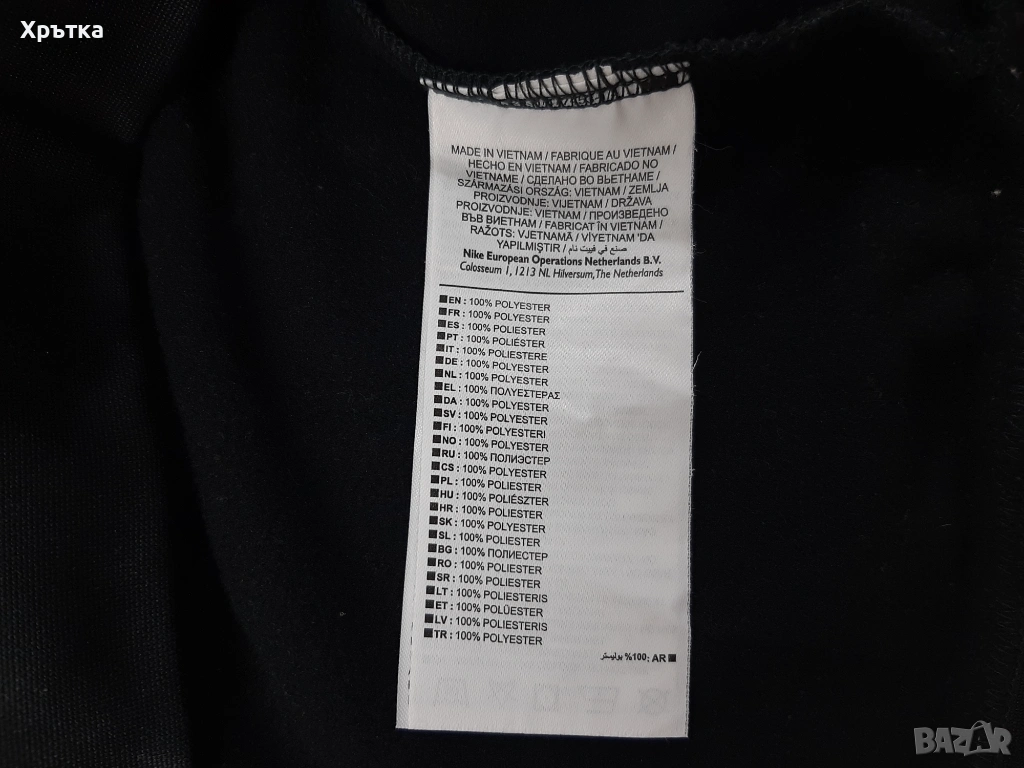 Хрътка
MADE IN VIETNAM / FABRIQUE AU VIETNAM /
HECHO EN VIETNAM / FABRICADO NO
VIETNAME / СДЕЛАНО ВО ВЬЕТНАМЕ /
SZÁRMAZÁSI ORSZÁG: VIETNAM / ZEMLJA
PROIZVODNJE: VIJETNAM / DRŽAVA
PROIZVODNJE: VIETNAM / ПРОИЗВЕДЕНО
ВЪВ ВИЕТНАМ / FABRICAT ÎN VIETNAM /
RAŽOTS: VJETNAMĀ / VİYETNAM 'DA
YAPILMIŞTIR / صنع في فييت نام
Nike European Operations Netherlands B.V.
Colosseum 1, 1213 NL Hilversum, The Netherlands
EN : 100% POLYESTER
FR : 100% POLYESTER
ES : 100% POLIESTER
PT : 100% POLIÉSTER
IT : 100% POLIESTERE
DE : 100% POLYESTER
NL : 100% POLYESTER
EL : 100% ΠΟΛΥΕΣΤΕΡΑΣ
DA : 100% POLYESTER
SV : 100% POLYESTER
FI : 100% POLYESTERI
NO : 100% POLYESTER
RU : 100% ПОЛИЭСТЕР
CS : 100% POLYESTER
PL : 100% POLIESTER
HU : 100% POLIÉSZTER
HR : 100% POLIESTER
SK : 100% POLYESTER
SL : 100% POLIESTER
BG : 100% ПОЛИЕСТЕР
RO : 100% POLIESTER
SR : 100% POLIESTER
LT : 100% POLIESTERIS
ET : 100% POLÜESTER
LV : 100% POLIESTERIS
TR : 100% POLYESTER
AR :100% بوليستر
BAZAR